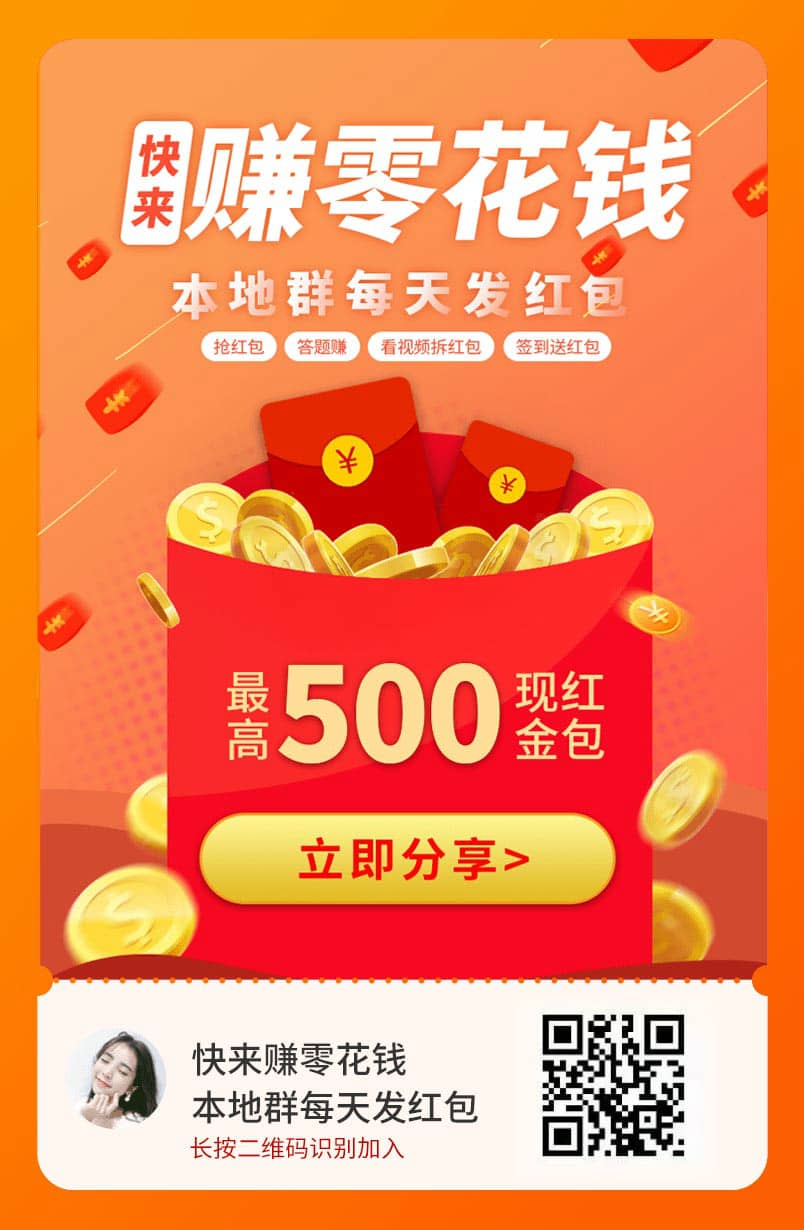 快来赚零花钱
本地群每天发红包
抢红包 答题赚 看视频拆红包 签到送红包
最高500现金红包
立即分享>
快来赚零花钱
本地群每天发红包
长按二维码识别加入